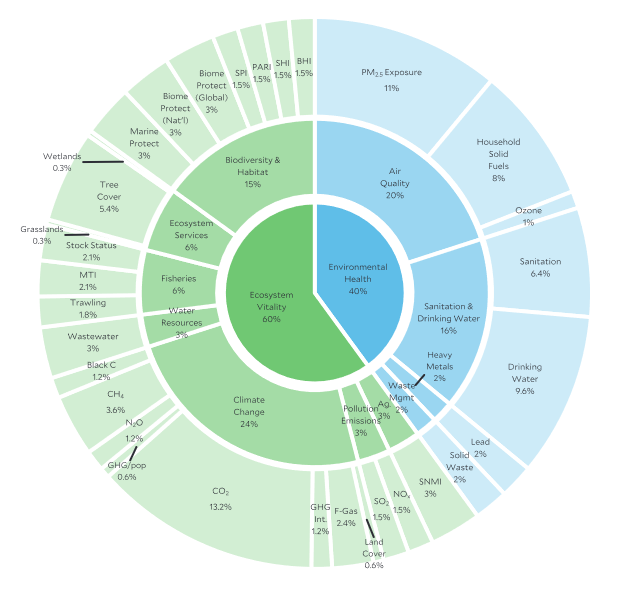 Environmental
Health
40%
Ecosystem
Vitality
60%
Air
Quality
20%
Sanitation &
Drinking Water
16%
Heavy
Metals
2%
Waste
Mgmt
2%
Ag
3%
Pollution
Emissions
3%
Climate
Change
24%
Water
Resources
3%
Fisheries
6%
Ecosystem
Services
6%
Biodiversity &
Habitat
15%
PM2.5 Exposure
11%
Household
Solid
Fuels
8%
Ozone
1%
Sanitation
6.4%
Drinking
Water
9.6%
Lead
2%
Solid
Waste
2%
SNMI
3%
NOx
1.5%
SO2
1.5%
Land
Cover
0.6%
F-Gas
2.4%
GHG
Int.
1.2%
CO2
13.2%
GHG/pop
0.6%
N2O
1.2%
CH4
3.6%
Black C
1.2%
Wastewater
3%
Trawling
1.8%
MTI
2.1%
Stock Status
2.1%
Grasslands
0.3%
Tree
Cover
5.4%
Wetlands
0.3%
Marine
Protect
3%
Biome
Protect
(Nat'l)
3%
Biome
Protect
(Global)
3%
SPI
1.5%
PARI
1.5%
SHI
1.5%
BHI
1.5%